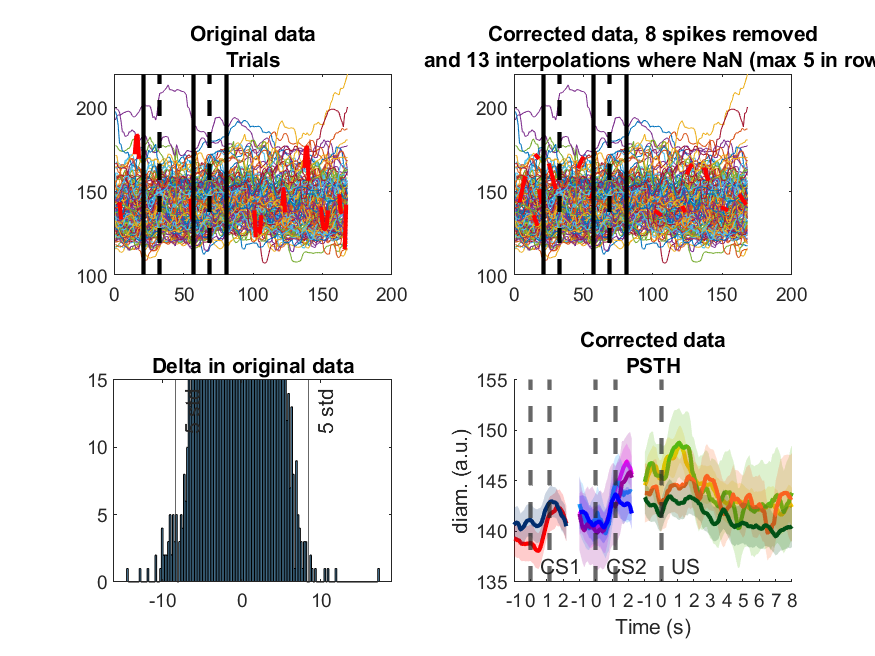 Original data
Trials
200
150
100
0 50 100 150 200
Corrected data, 8 spikes removed
and 13 interpolations where NaN (max 5 in row
200
150
100
0 50 100 150 200
Delta in original data
15
10
5
0
5 std
5 std
-10 0 10
Corrected data
PSTH
155
150
145
140
135
diam. (a.u.)
CS1 CS2 US
-1 0 1 2 -1 0 1 2 -1 0 1 2 3 4 5 6 7 8
Time (s)